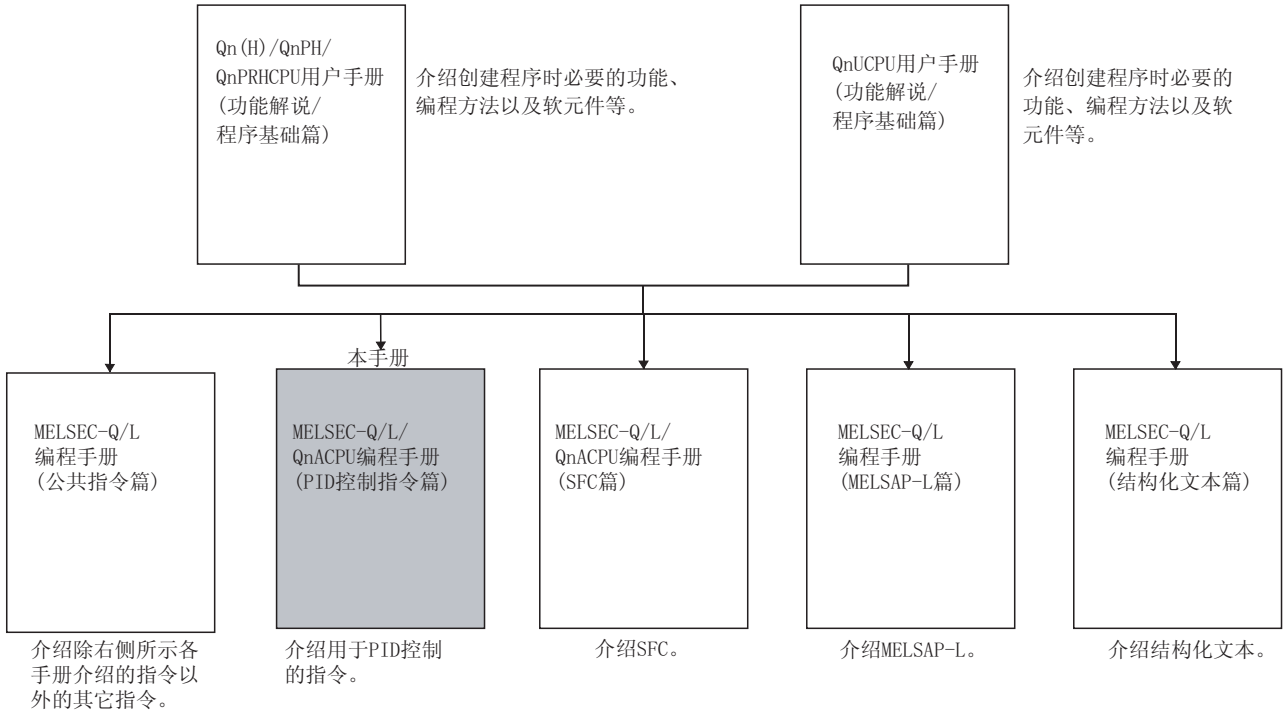 Qn(H)/QnPH/
QnPRHCPU用户手册
(功能解说/
程序基础篇)
介绍创建程序时必要的功能、
编程方法以及软元件等。
QnUCPU用户手册
(功能解说/
程序基础篇)
介绍创建程序时必要的
功能、编程方法以及软
元件等。
本手册
MELSEC-Q/L
编程手册
(公共指令篇)
MELSEC-Q/L/
QnACPU编程手册
(PID控制指令篇)
MELSEC-Q/L/
QnACPU编程手册
(SFC篇)
MELSEC-Q/L
编程手册
(MELSAP-L篇)
MELSEC-Q/L
编程手册
(结构化文本篇)
介绍除右侧所示各
手册介绍的指令以
外的其它指令。
介绍用于PID控制
的指令。
介绍SFC。
介绍MELSAP-L。
介绍结构化文本。